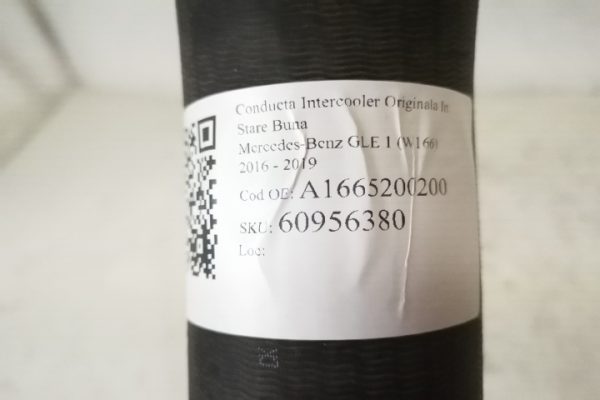 Conducta Intercooler Originala In
Stare Buna
Mercedes-Benz GLE 1 (W166)
2016 - 2019
Cod OE: A1665200200
SKU: 60956380
Loc: